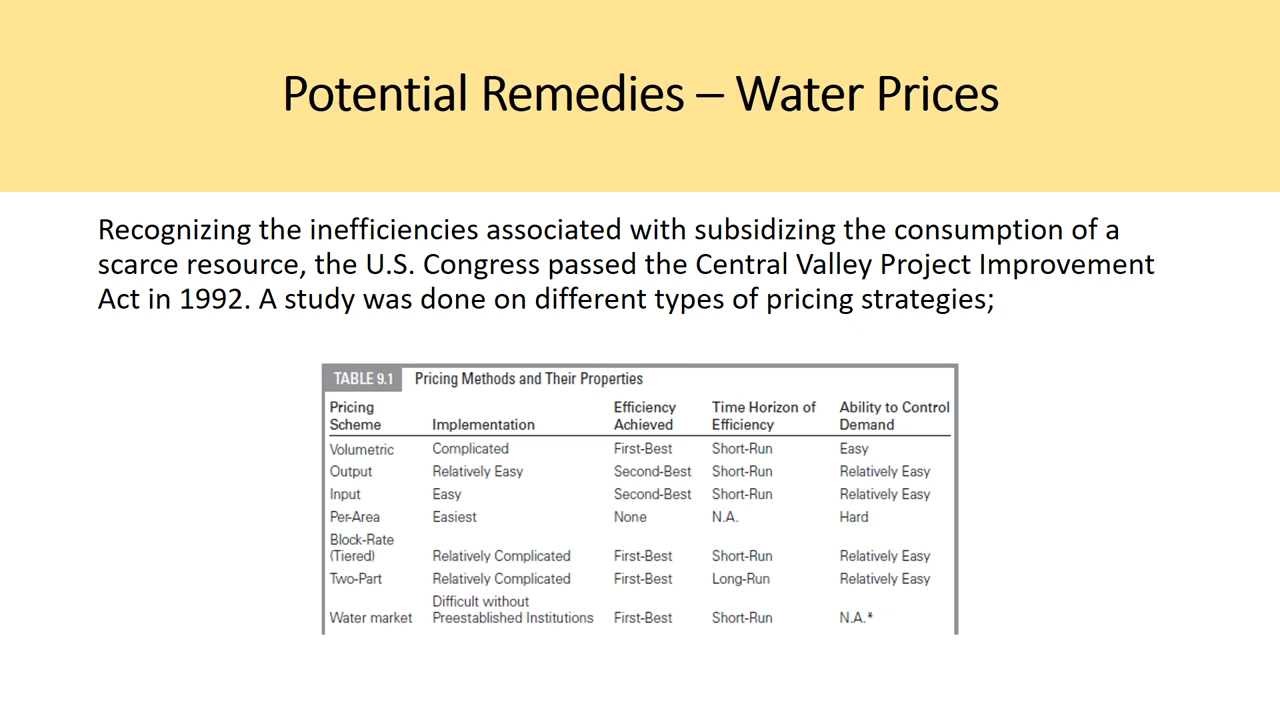 Potential Remedies – Water Prices
Recognizing the inefficiencies associated with subsidizing the consumption of a
scarce resource, the U.S. Congress passed the Central Valley Project Improvement
Act in 1992. A study was done on different types of pricing strategies;
TABLE 9.1 Pricing Methods and Their Properties
Pricing Scheme Implementation Efficiency Achieved Time Horizon of Efficiency Ability to Control Demand
Volumetric Complicated First-Best Short-Run Easy
Output Relatively Easy Second-Best Short-Run Relatively Easy
Input Easy Second-Best Short-Run Relatively Easy
Per-Area Easiest None N.A. Hard
Block-Rate
(Tiered) Relatively Complicated First-Best Short-Run Relatively Easy
Two-Part Relatively Complicated First-Best Long-Run Relatively Easy
Difficult without
Water market Preestablished Institutions First-Best Short-Run N.A.*